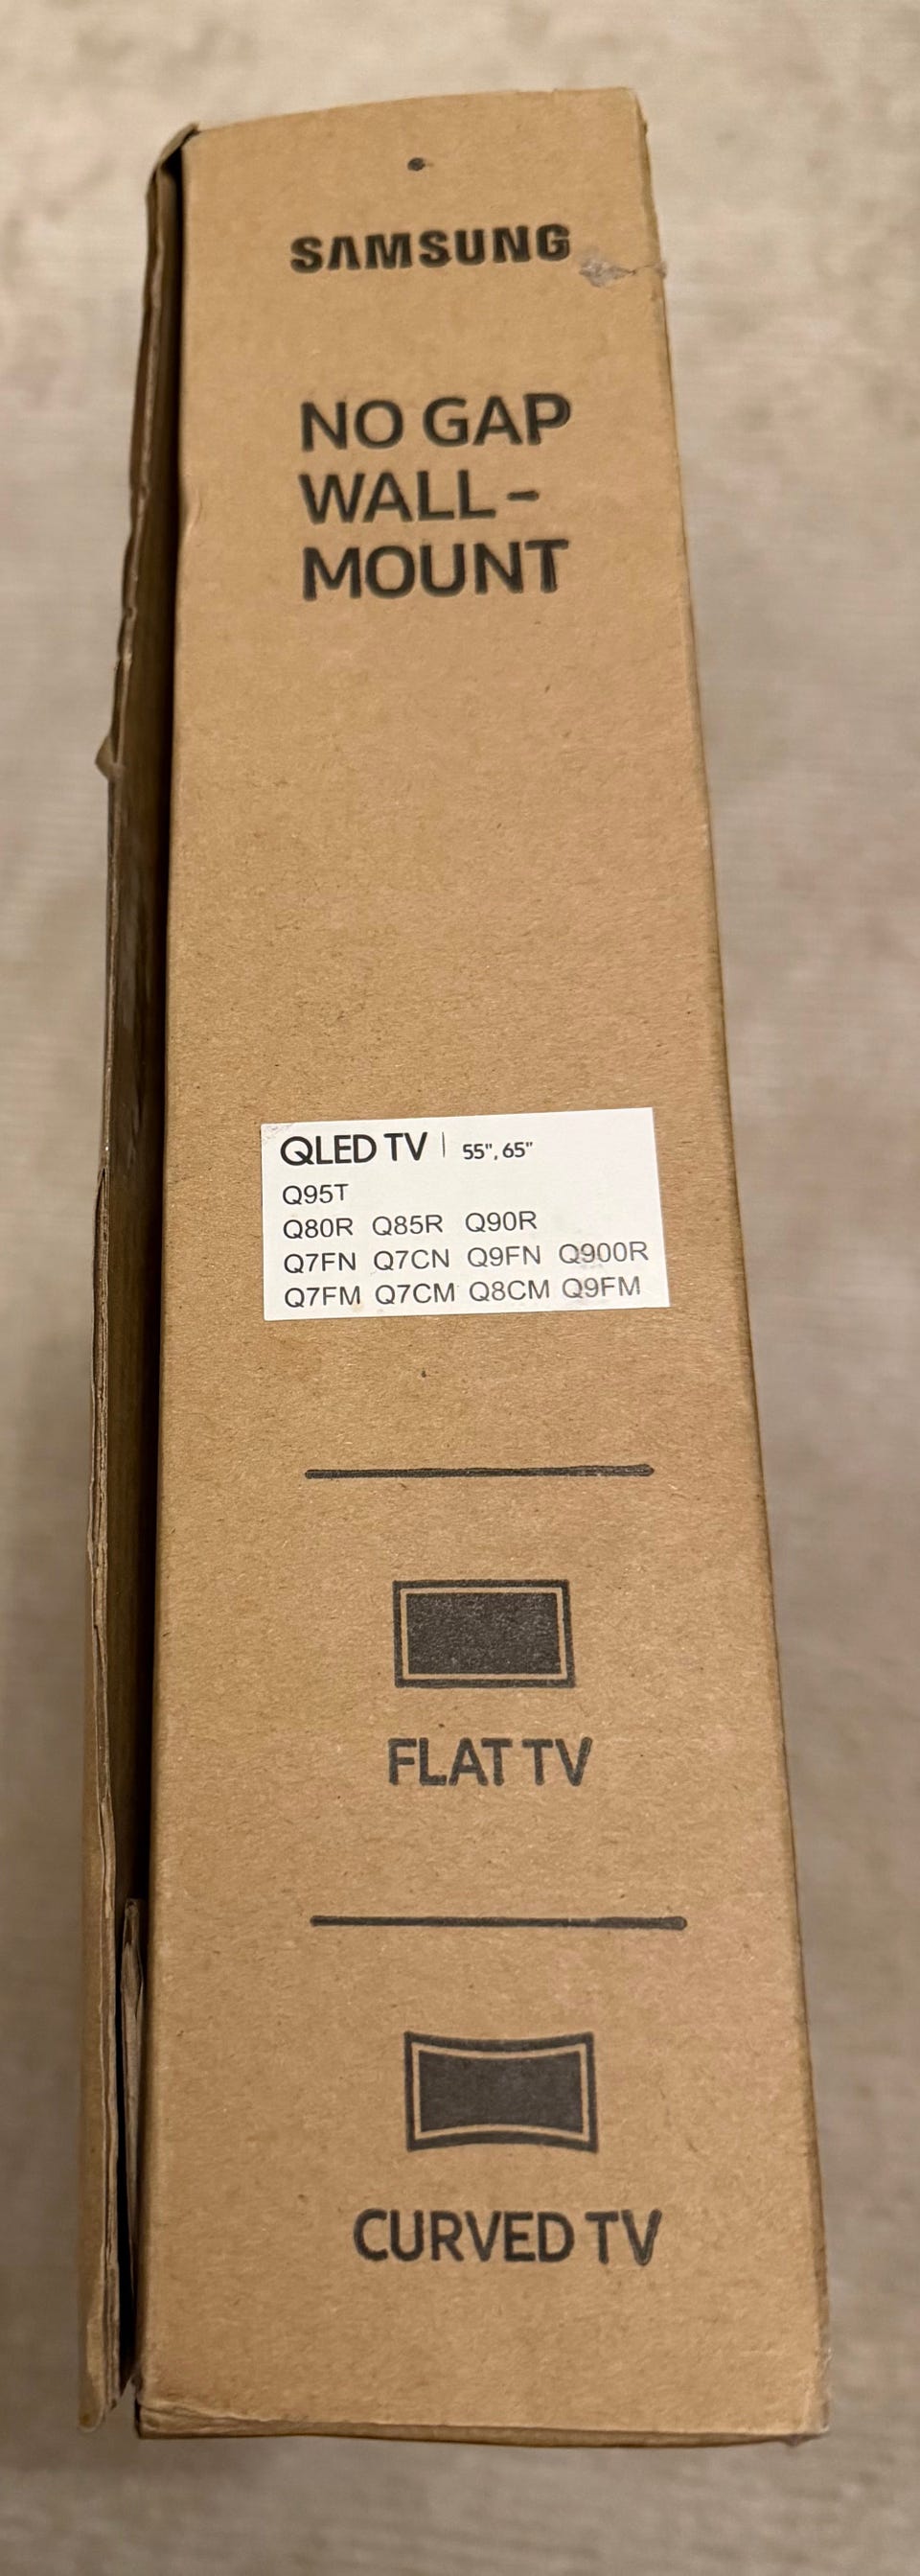 SAMSUNG
NO GAP
WALL-
MOUNT
QLED TV | 55", 65"
Q95T
Q80R Q85R Q90R
Q7FN Q7CN Q9FN Q900R
Q7FM Q7CM Q8CM Q9FM
FLAT TV
CURVED TV